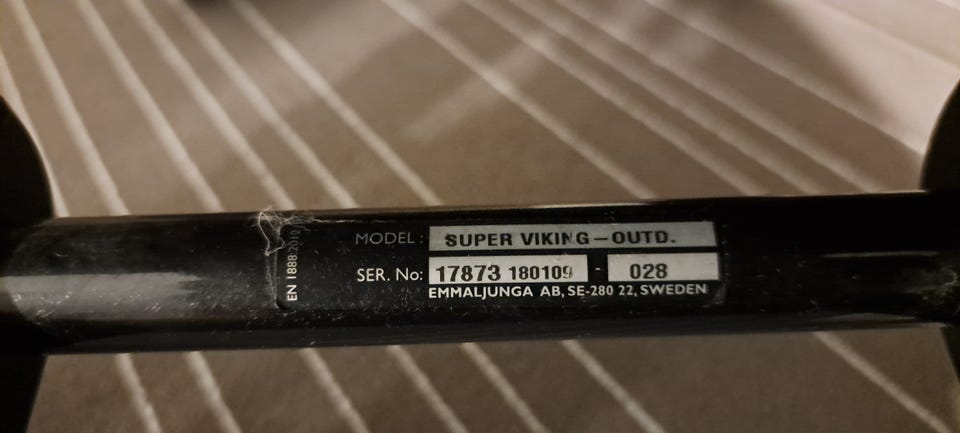 MODEL: SUPER VIKING-OUTD.
SER. No: 17873 180109 - 028
EMMALJUNGA AB, SE-280 22, SWEDEN
EN 1888:2012